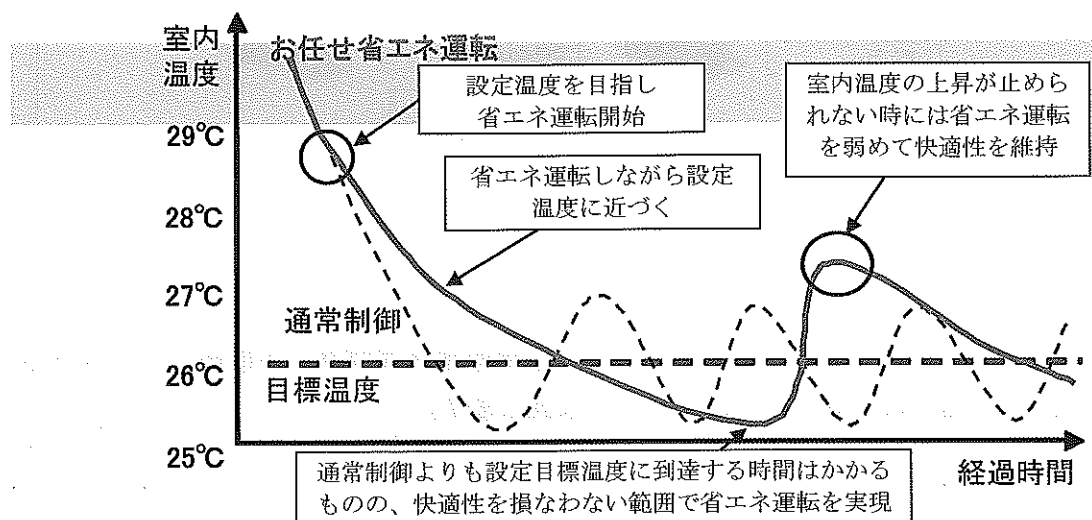 室内
温度
お任せ省エネ運転
設定温度を目指し
省エネ運転開始
室内温度の上昇が止めら
れない時には省エネ運転
を弱めて快適性を維持
29℃
省エネ運転しながら設定
温度に近づく
28℃
27℃
通常制御
26℃
目標温度
25℃
通常制御よりも設定目標温度に到達する時間はかかる
ものの、快適性を損なわない範囲で省エネ運転を実現
経過時間